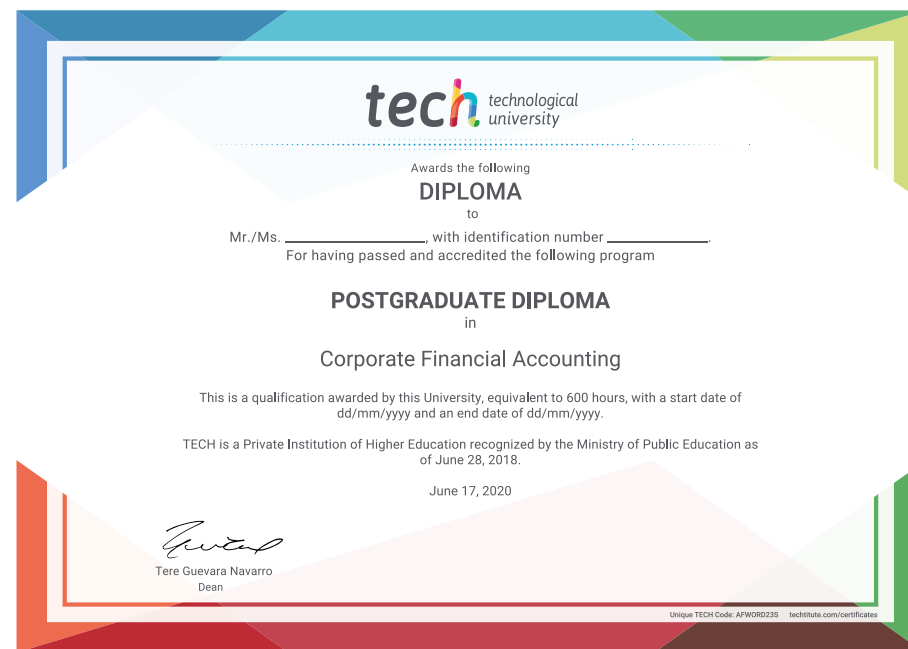 tech technological
university
Awards the following
DIPLOMA
to
Mr./Ms. ____________________, with identification number ______________.
For having passed and accredited the following program
POSTGRADUATE DIPLOMA
in
Corporate Financial Accounting
This is a qualification awarded by this University, equivalent to 600 hours, with a start date of
dd/mm/yyyy and an end date of dd/mm/yyyy.
TECH is a Private Institution of Higher Education recognized by the Ministry of Public Education as
of June 28, 2018.
June 17, 2020
Tere Guevara Navarro
Dean
Unique TECH Code: AFWORD23S techtitute.com/certificates